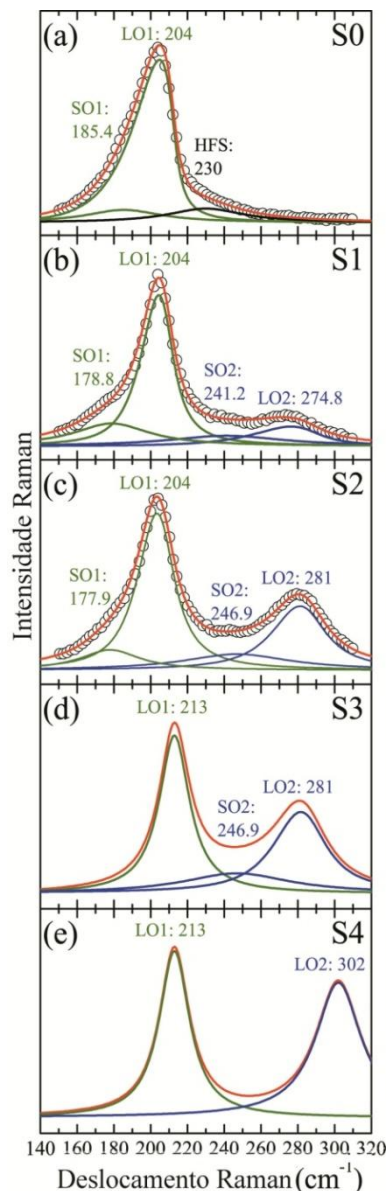 (a)
LO1: 204
S0
SO1:
185.4
HFS:
230
(b)
LO1: 204
S1
SO1:
178.8
SO2:
241.2
LO2: 274.8
(c)
LO1: 204
S2
SO1:
177.9
SO2:
246.9
LO2: 281
(d)
LO1: 213
S3
SO2:
246.9
LO2: 281
(e)
LO1: 213
S4
LO2: 302
Intensidade Raman
140 160 180 200 220 240 260 280 300 320
Deslocamento Raman (cm⁻¹)